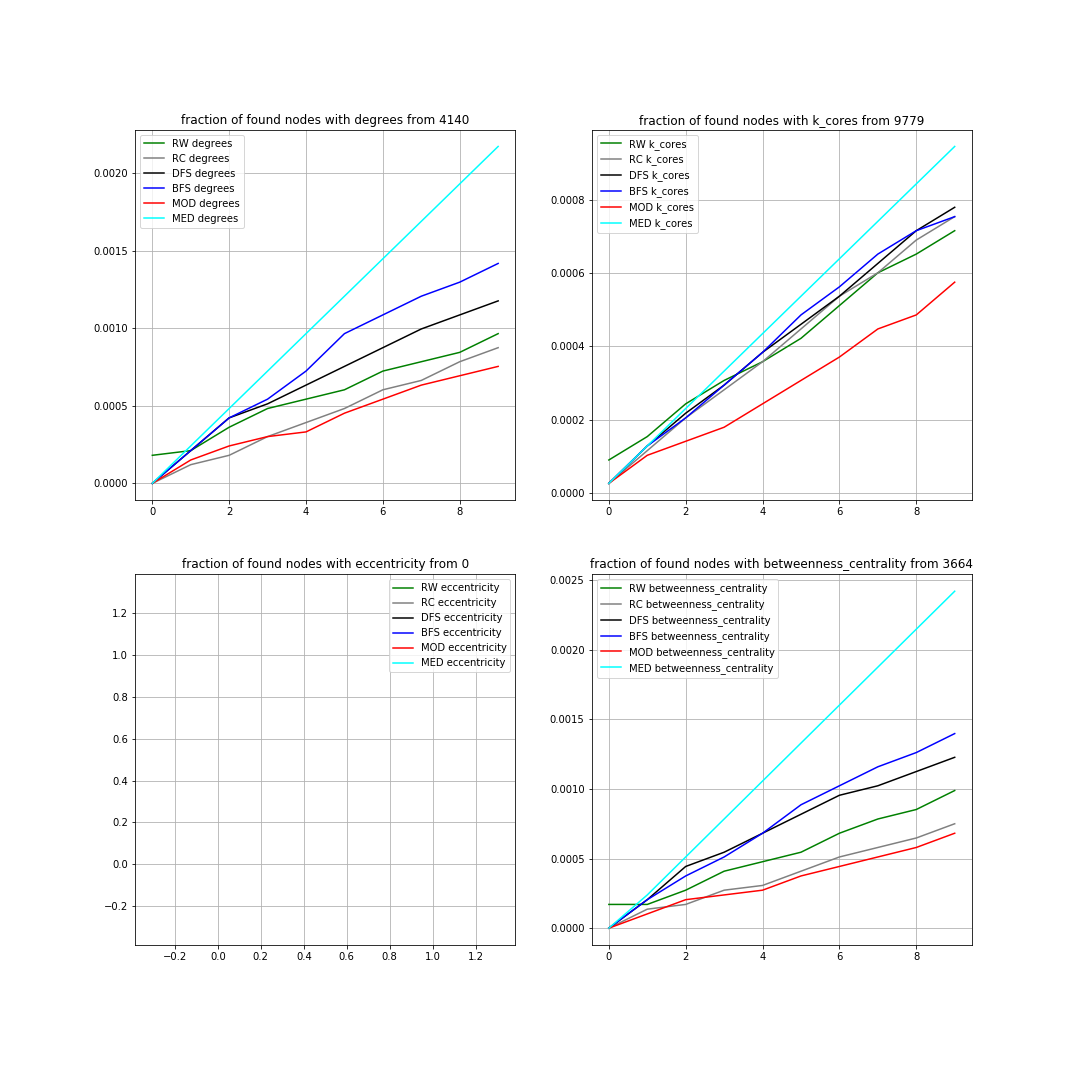 fraction of found nodes with degrees from 4140
RW degrees
RC degrees
DFS degrees
BFS degrees
MOD degrees
MED degrees
0.0020
0.0015
0.0010
0.0005
0.0000
0 2 4 6 8
fraction of found nodes with k_cores from 9779
RW k_cores
RC k_cores
DFS k_cores
BFS k_cores
MOD k_cores
MED k_cores
0.0008
0.0006
0.0004
0.0002
0.0000
0 2 4 6 8
fraction of found nodes with eccentricity from 0
RW eccentricity
RC eccentricity
DFS eccentricity
BFS eccentricity
MOD eccentricity
MED eccentricity
1.2
1.0
0.8
0.6
0.4
0.2
0.0
−0.2
−0.2 0.0 0.2 0.4 0.6 0.8 1.0 1.2
fraction of found nodes with betweenness_centrality from 3664
RW betweenness_centrality
RC betweenness_centrality
DFS betweenness_centrality
BFS betweenness_centrality
MOD betweenness_centrality
MED betweenness_centrality
0.0025
0.0020
0.0015
0.0010
0.0005
0.0000
0 2 4 6 8